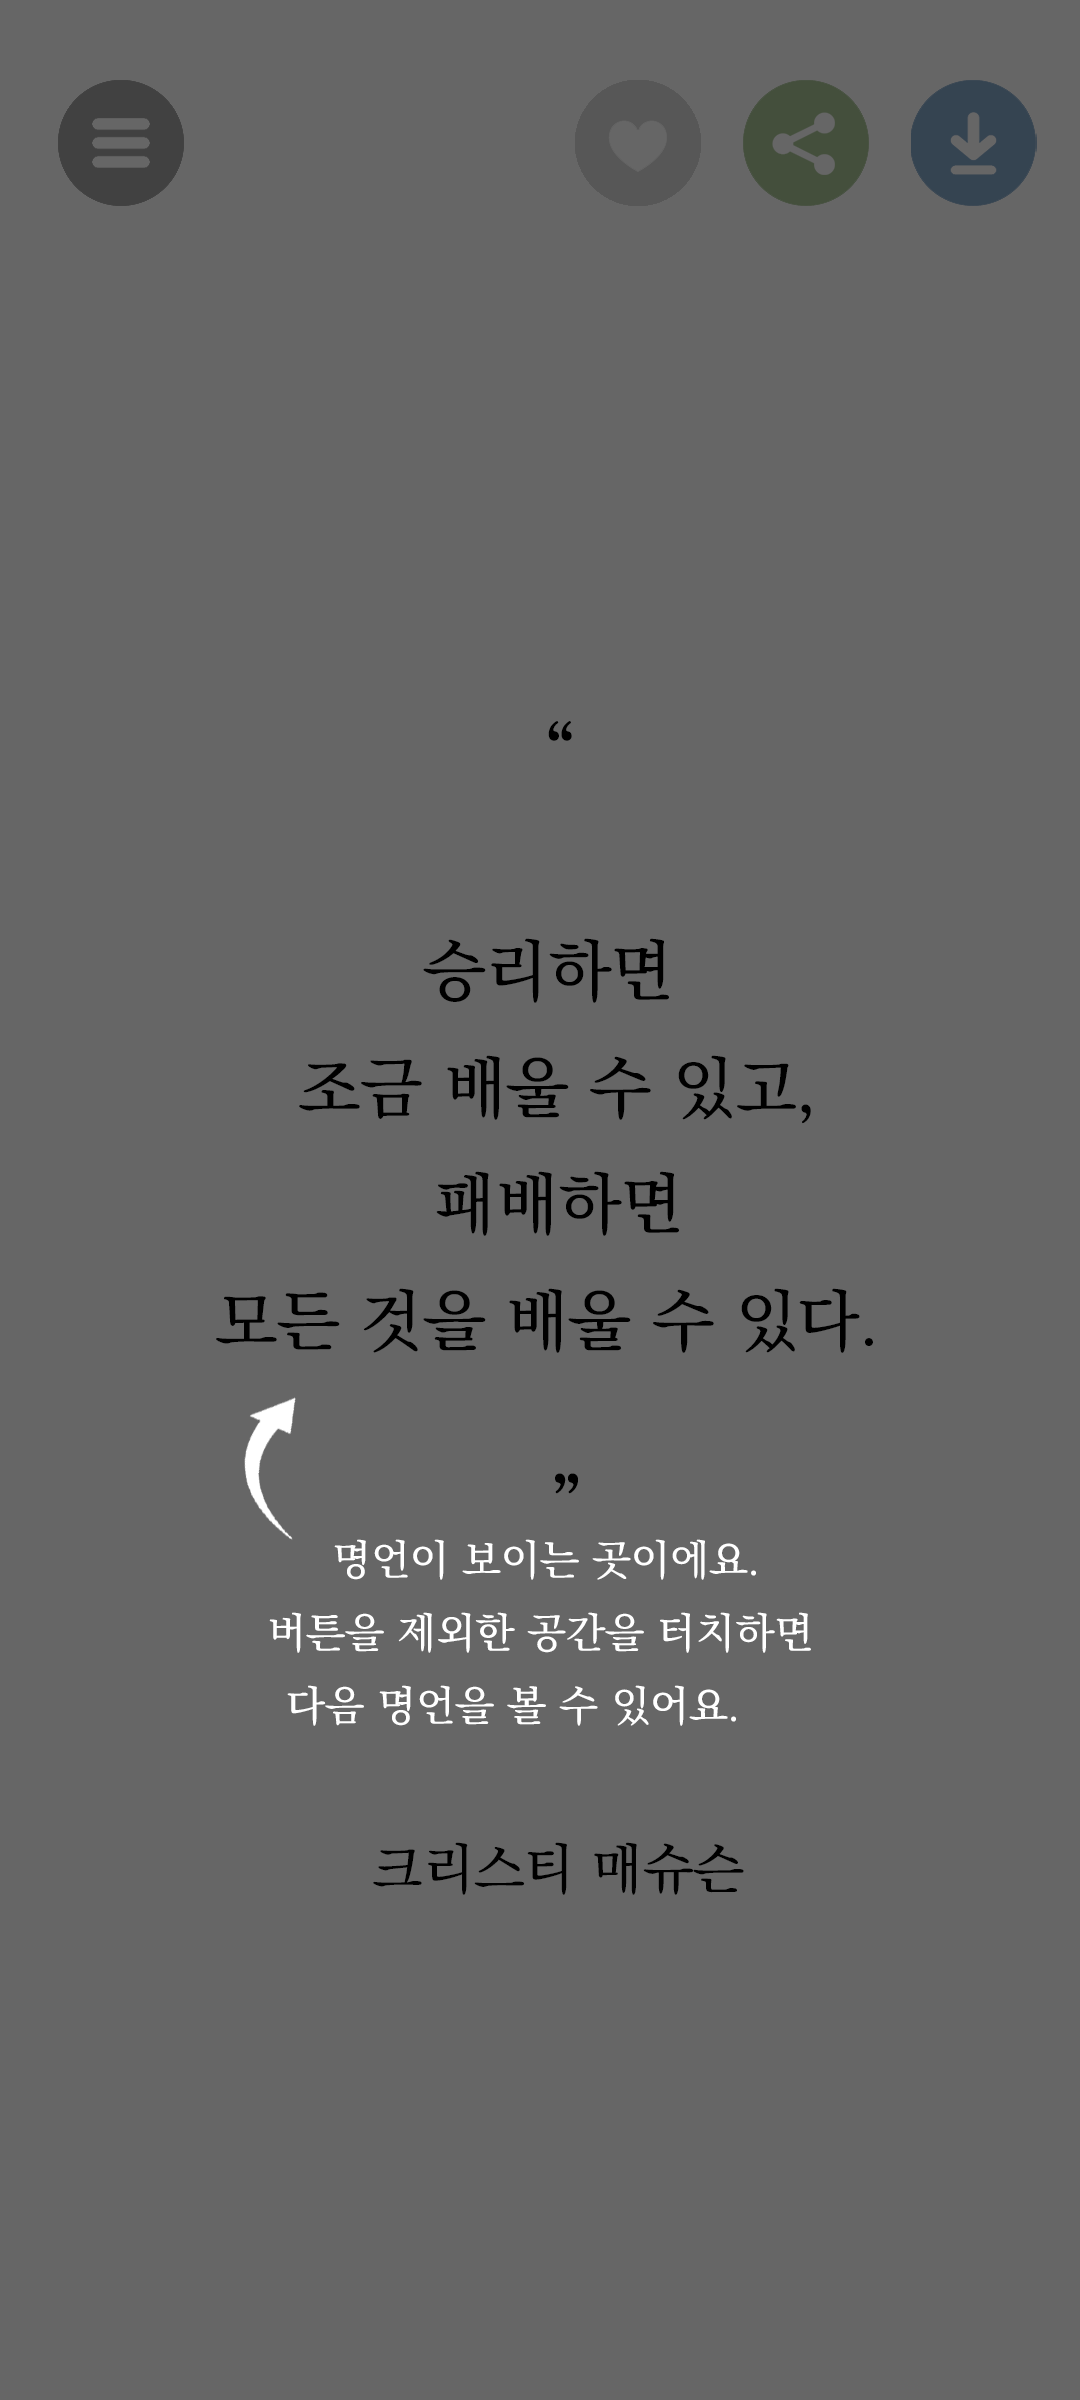 “
승리하면
조금 배울 수 있고,
패배하면
모든 것을 배울 수 있다.
”
명언이 보이는 곳이에요.
버튼을 제외한 공간을 터치하면
다음 명언을 볼 수 있어요.
크리스티 매슈슨